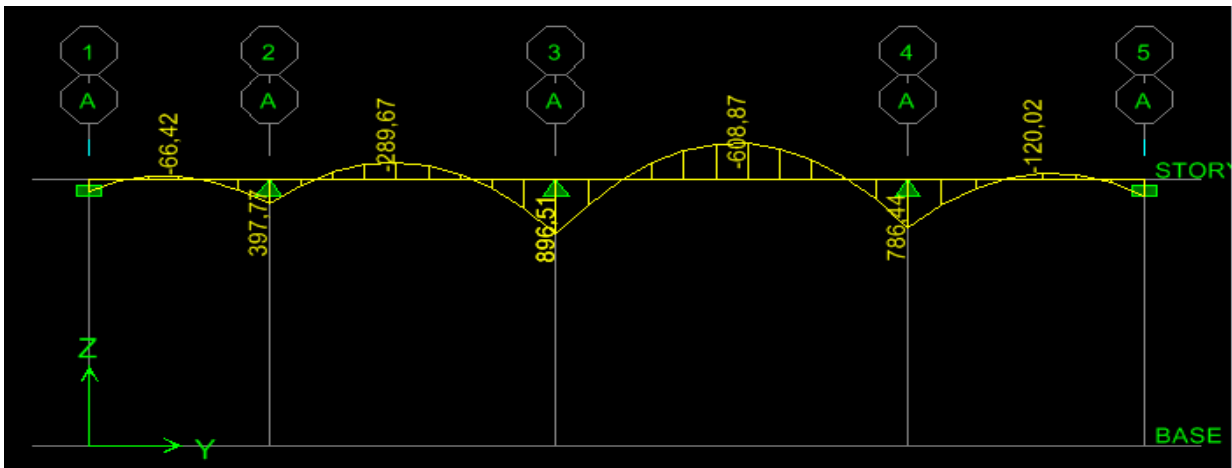 1 2 3 4 5
A A A A A
-66,42 -289,67 -608,87 -120,02
STORY
397,77 896,51 786,44
Z
Y
BASE